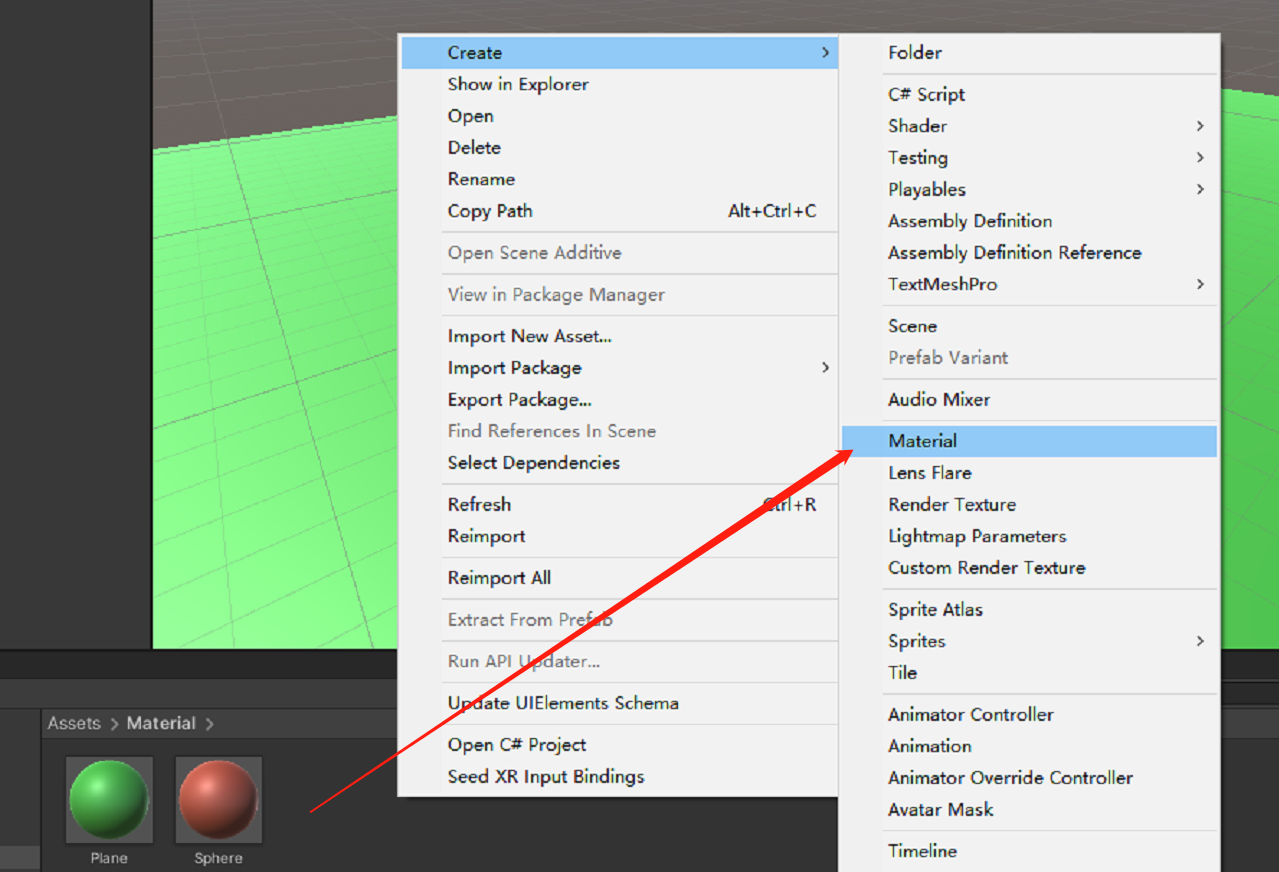 Create
Show in Explorer
Open
Delete
Rename
Copy Path Alt+Ctrl+C
Open Scene Additive
View in Package Manager
Import New Asset...
Import Package
Export Package...
Find References In Scene
Select Dependencies
Refresh Ctrl+R
Reimport
Reimport All
Extract From Prefab
Run API Updater...
Update UIElements Schema
Open C# Project
Seed XR Input Bindings
Folder
C# Script
Shader
Testing
Playables
Assembly Definition
Assembly Definition Reference
TextMeshPro
Scene
Prefab Variant
Audio Mixer
Material
Lens Flare
Render Texture
Lightmap Parameters
Custom Render Texture
Sprite Atlas
Sprites
Tile
Animator Controller
Animation
Animator Override Controller
Avatar Mask
Timeline
Assets > Material >
Plane
Sphere